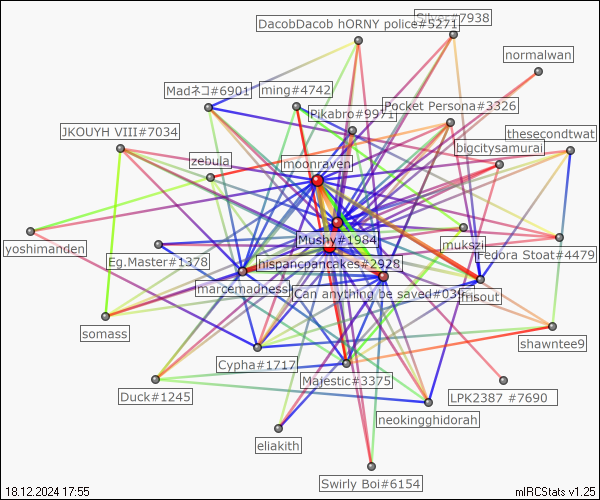 Silver#7938
DacobDacob hORNY police#5271
normalwan
Madネコ#6901
ming#4742
Pikabro#9971
Pocket Persona#3326
JKOUYH VIII#7034
thesecondtwat
bigcitysamurai
zebula
moonraven
Mushy#1984
mukszi
yoshimanden
Fedora Stoat#4479
Eg.Master#1378
hispancpancakes#2928
marcemadness
Can anything be saved#03
frisout
somass
shawntee9
Cypha#1717
Majestic#3375
Duck#1245
LPK2387 #7690
neokingghidorah
eliakith
Swirly Boi#6154
18.12.2024 17:55
mIRCStats v1.25